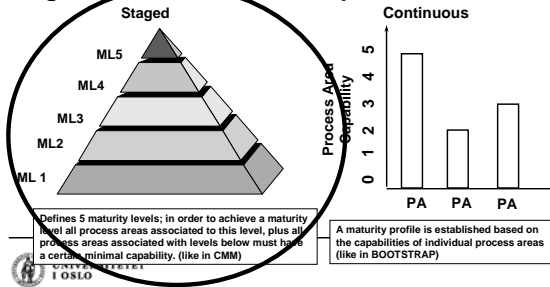 Staged
ML5
ML4
ML3
ML2
ML 1
Defines 5 maturity levels; in order to achieve a maturity
level all process areas associated to this level, plus all
process areas associated with levels below must have
a certain minimal capability. (like in CMM)
Continuous
Process Area
Capability
5
4
3
2
1
0
PA
PA
PA
A maturity profile is established based on
the capabilities of individual process areas
(like in BOOTSTRAP)
UNIVERSITETET
I OSLO